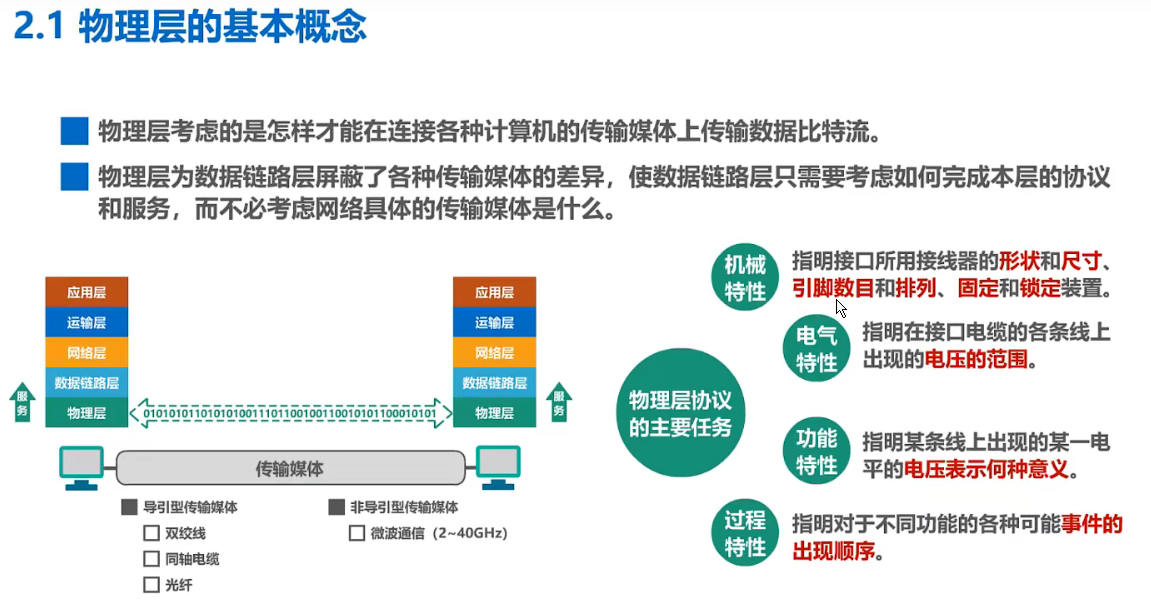 2.1 物理层的基本概念
物理层考虑的是怎样才能在连接各种计算机的传输媒体上传输数据比特流。
物理层为数据链路层屏蔽了各种传输媒体的差异，使数据链路层只需要考虑如何完成本层的协议
和服务，而不必考虑网络具体的传输媒体是什么。
应用层
运输层
网络层
数据链路层
物理层
服务
010101011010101001110110010011001010110001010​1
应用层
运输层
网络层
数据链路层
物理层
服务
传输媒体
导引型传输媒体
双绞线
同轴电缆
光纤
非导引型传输媒体
微波通信（2~40GHz）
物理层协议
的主要任务
机械
特性
指明接口所用接线器的形状和尺寸、
引脚数目和排列、固定和锁定装置。
电气
特性
指明在接口电缆的各条线上
出现的电压的范围。
功能
特性
指明某条线上出现的某一电
平的电压表示何种意义。
过程
特性
指明对于不同功能的各种可能事件的
出现顺序。